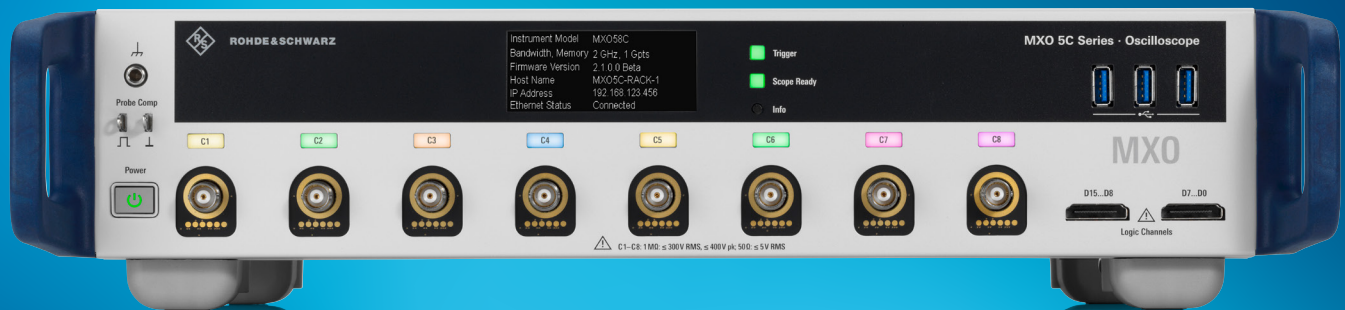 R&S
ROHDE&SCHWARZ
Instrument Model MXO58C
Bandwidth, Memory 2 GHz, 1 Gpts
Firmware Version 2.1.0.0 Beta
Host Name MXO5C-RACK-1
IP Address 192.168.123.456
Ethernet Status Connected
Trigger
Scope Ready
Info
MXO 5C Series · Oscilloscope
Probe Comp
Power
C1 C2 C3 C4 C5 C6 C7 C8
MXO
D15...D8 D7...D0
Logic Channels
C1–C8: 1 MΩ: ≤ 300 V RMS, ≤ 400 V pk; 50 Ω: ≤ 5 V RMS